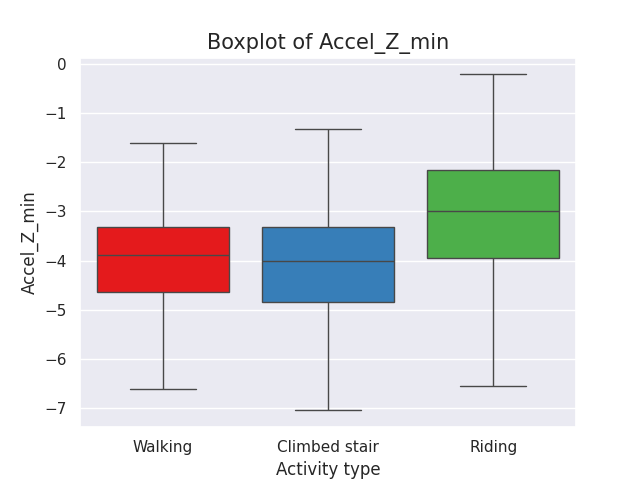 Boxplot of Accel_Z_min
0
−1
−2
−3
−4
−5
−6
−7
Accel_Z_min
Walking
Climbed stair
Riding
Activity type